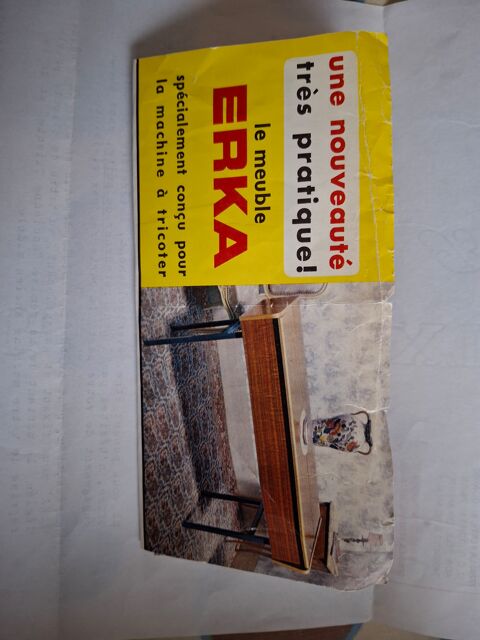 une nouveauté
très pratique!
le meuble
ERKA
spécialement conçu pour
la machine à tricoter